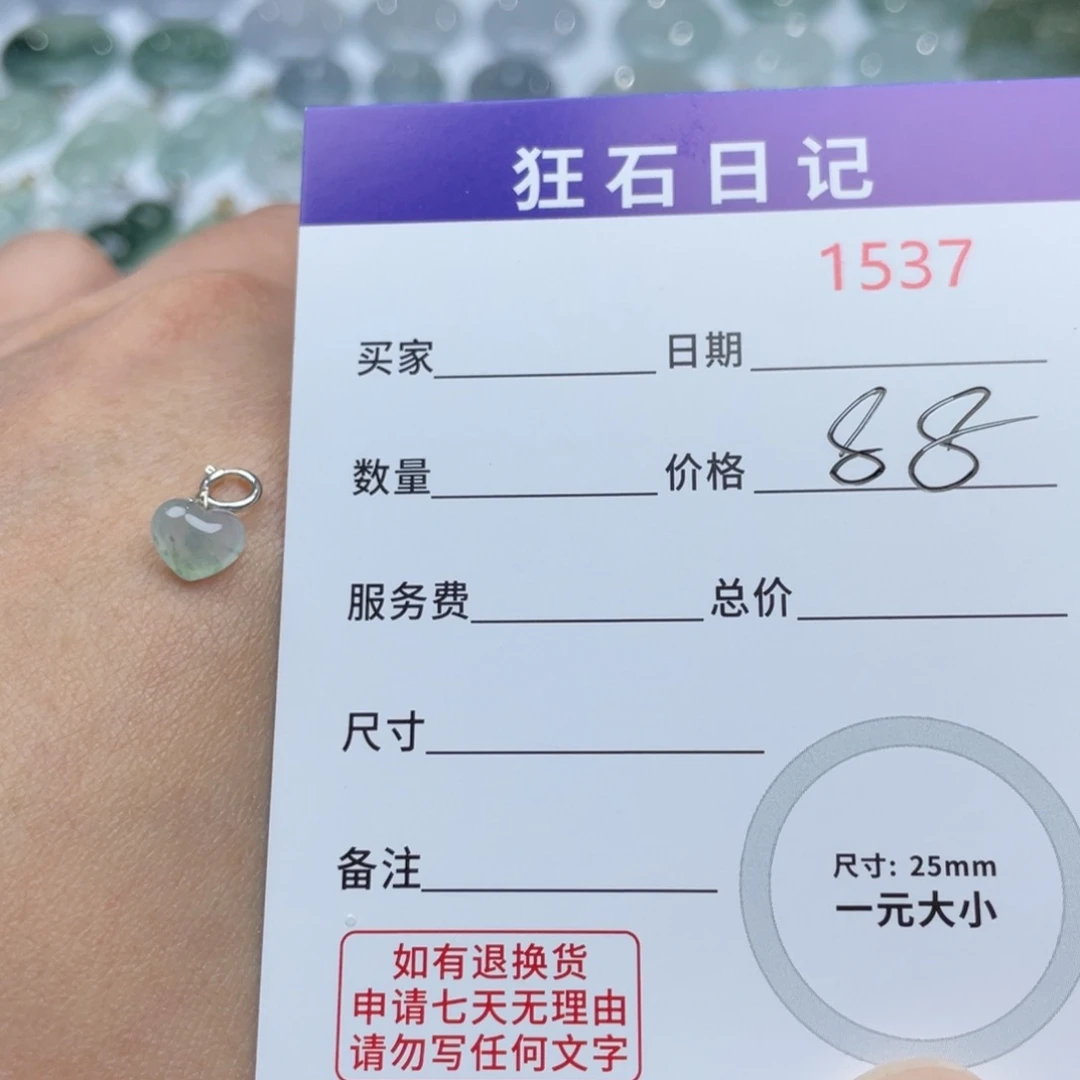 狂石日记
1537
买家 日期
数量 价格 88
服务费 总价
尺寸
备注
尺寸: 25mm
一元大小
如有退换货
申请七天无理由
请勿写任何文字